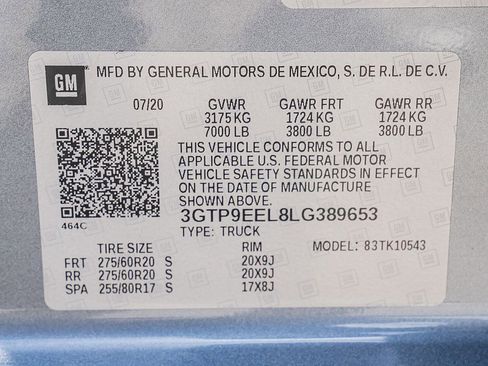 GM
MFD BY GENERAL MOTORS DE MEXICO, S. DE R.L. DE C.V.
07/20 GVWR GAWR FRT GAWR RR
3175 KG 1724 KG 1724 KG
7000 LB 3800 LB 3800 LB
THIS VEHICLE CONFORMS TO ALL
APPLICABLE U.S. FEDERAL MOTOR
VEHICLE SAFETY STANDARDS IN EFFECT
ON THE DATE OF MANUFACTURE
SHOWN ABOVE.
464C
3GTP9EEL8LG389653
TYPE: TRUCK MODEL: 83TK10543
TIRE SIZE RIM
FRT 275/60R20 S 20X9J
RR 275/60R20 S 20X9J
SPA 255/80R17 S 17X8J